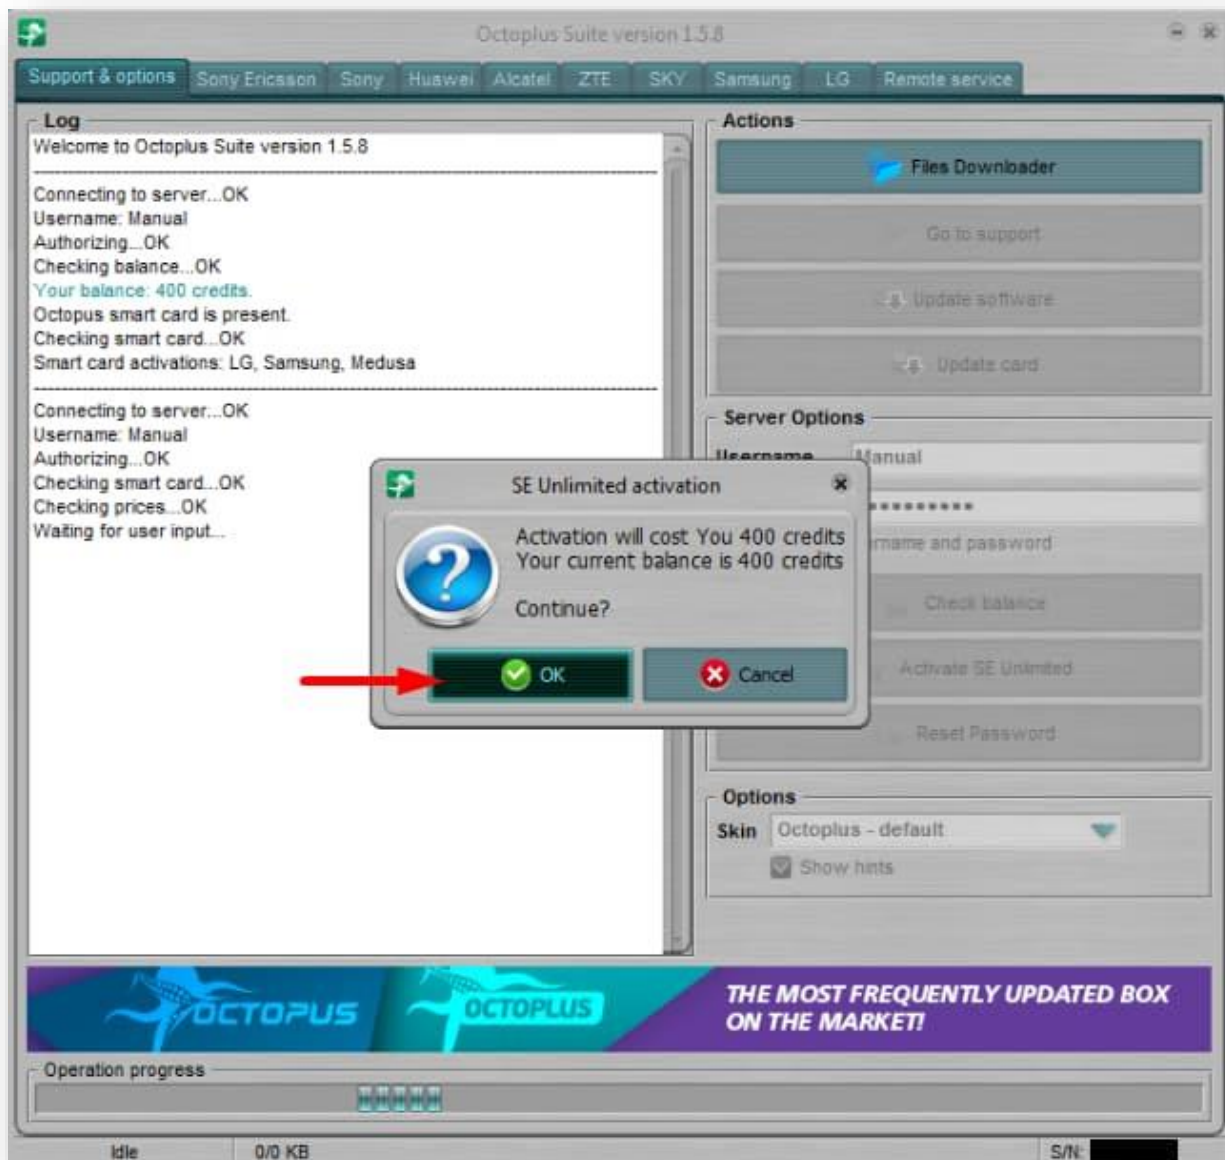 Octoplus Suite version 1.5.8
Support & options
Sony Ericsson
Sony
Huawei
Alcatel
ZTE
SKY
Samsung
LG
Remote service
Log
Welcome to Octoplus Suite version 1.5.8
Connecting to server...OK
Username: Manual
Authorizing...OK
Checking balance...OK
Your balance: 400 credits.
Octopus smart card is present.
Checking smart card...OK
Smart card activations: LG, Samsung, Medusa
Connecting to server...OK
Username: Manual
Authorizing...OK
Checking smart card...OK
Checking prices...OK
Waiting for user input...
Actions
Files Downloader
Go to support
Update software
Update card
Server Options
Username
Manual
and password
Check balance
Activate SE Unlimited
Reset Password
SE Unlimited activation
Activation will cost You 400 credits
Your current balance is 400 credits
Continue?
OK
Cancel
Options
Skin
Octoplus - default
Show hints
OCTOPUS
OCTOPLUS
THE MOST FREQUENTLY UPDATED BOX
ON THE MARKET!
Operation progress
Idle
0/0 KB
S/N: